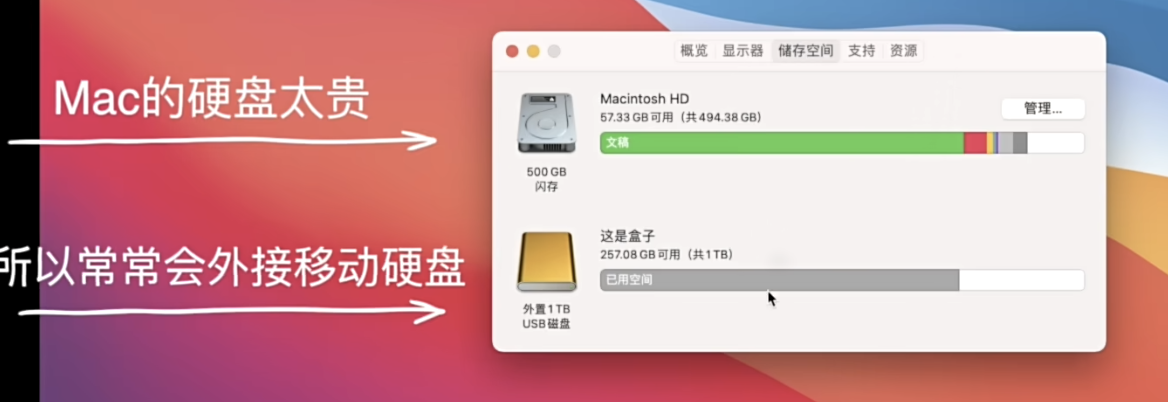 Mac的硬盘太贵
所以常常会外接移动硬盘
概览 显示器 储存空间 支持 资源
Macintosh HD
57.33 GB 可用（共 494.38 GB）
管理...
文稿
500 GB
闪存
这是盒子
257.08 GB 可用（共 1 TB）
已用空间
外置 1 TB
USB 磁盘